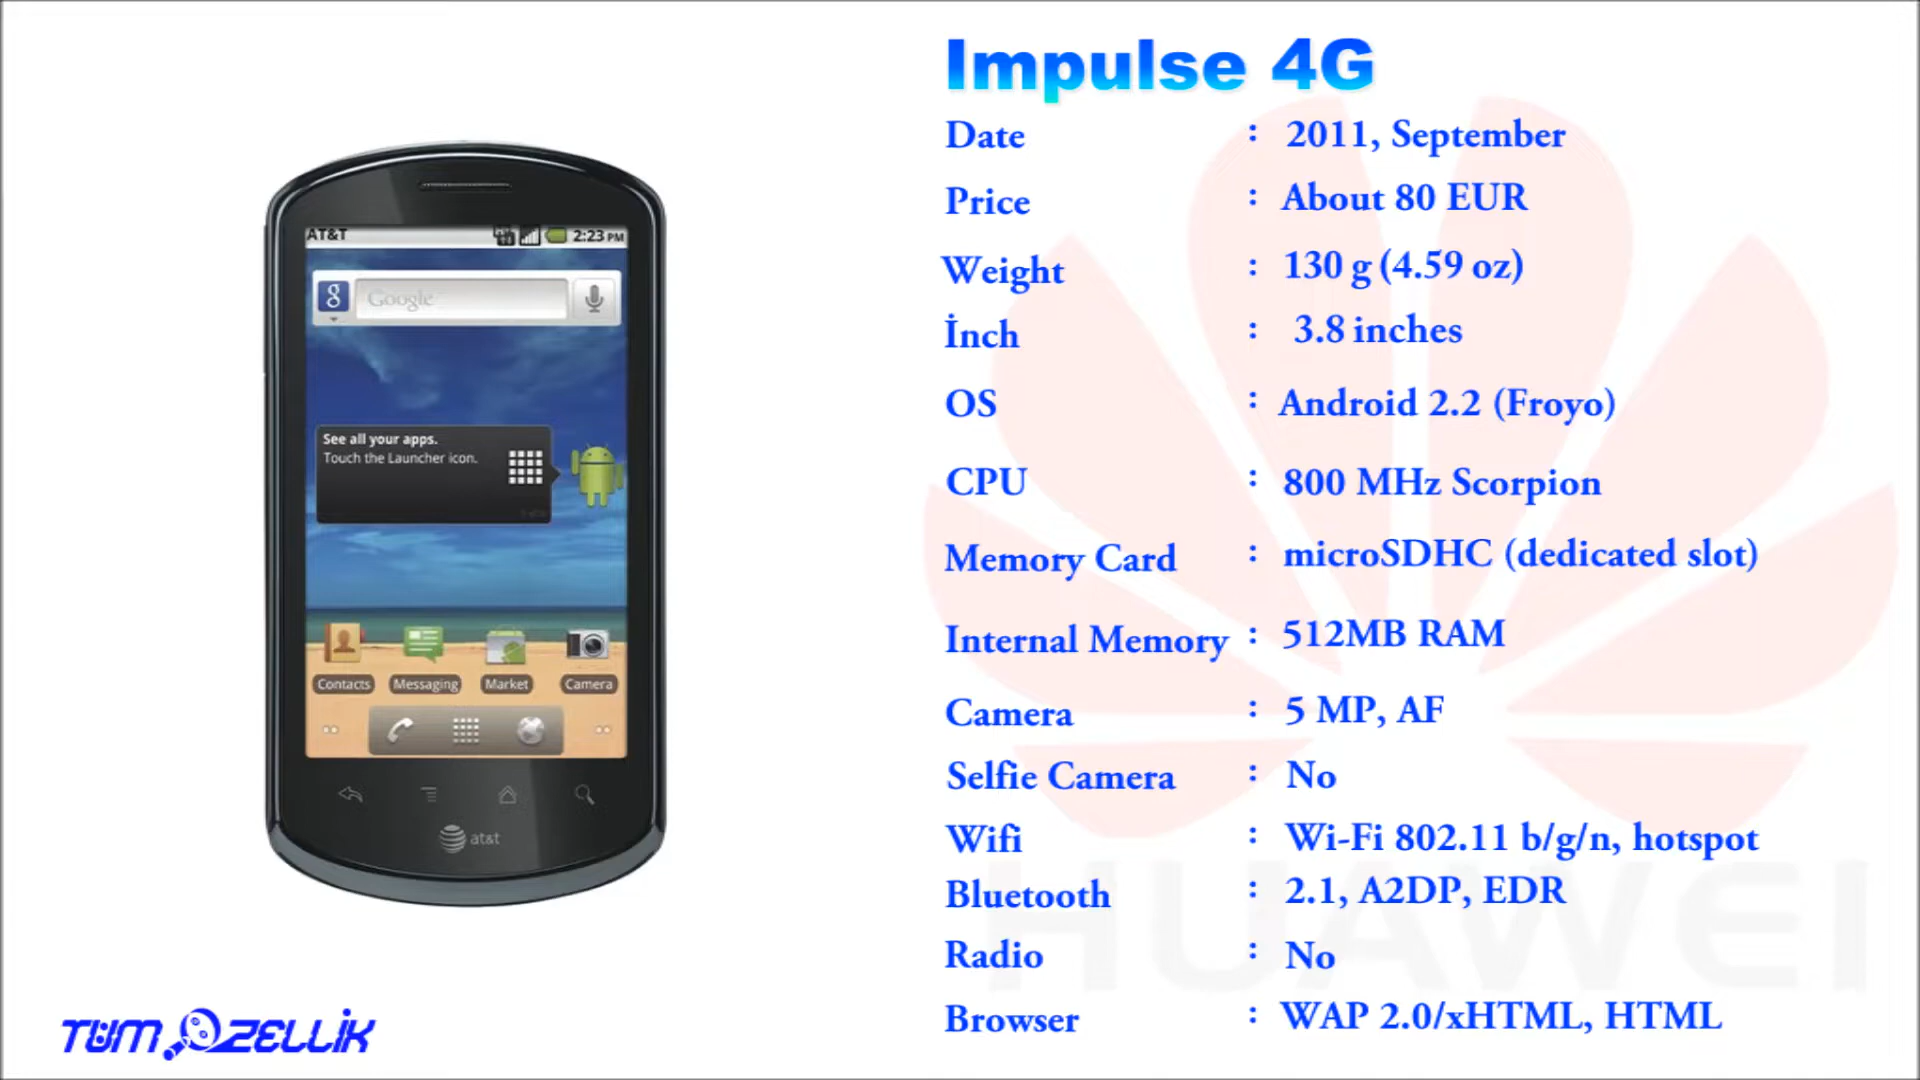 Impulse 4G
Date : 2011, September
Price : About 80 EUR
Weight : 130 g (4.59 oz)
İnch : 3.8 inches
OS : Android 2.2 (Froyo)
CPU : 800 MHz Scorpion
Memory Card : microSDHC (dedicated slot)
Internal Memory : 512MB RAM
Camera : 5 MP, AF
Selfie Camera : No
Wifi : Wi-Fi 802.11 b/g/n, hotspot
Bluetooth : 2.1, A2DP, EDR
Radio : No
Browser : WAP 2.0/xHTML, HTML
HUAWEI
AT&T 2:23 PM
g Google
See all your apps.
Touch the Launcher icon.
Contacts Messaging Market Camera
at&t
TÜM ÖZELLİK